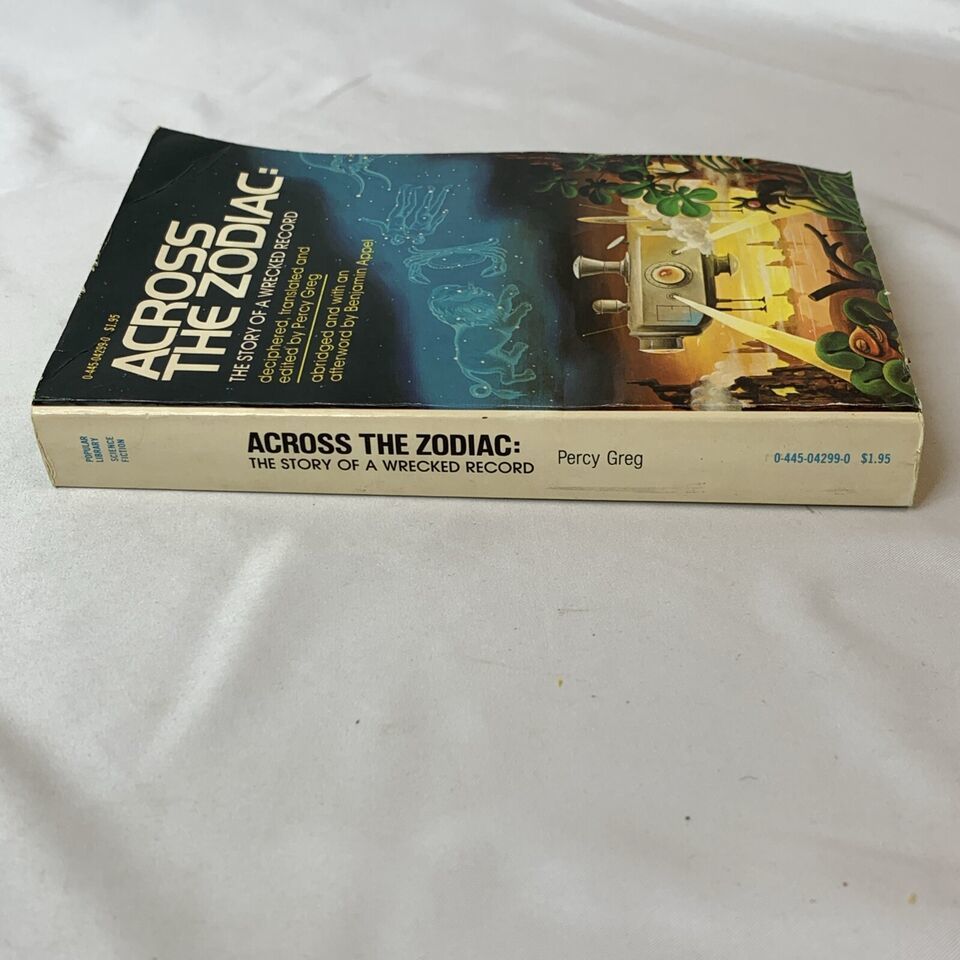 0-445-04299-0 $1.95
ACROSS
THE ZODIAC:
THE STORY OF A WRECKED RECORD
deciphered, translated and
edited by Percy Greg
abridged and with an
afterword by Benjamin Appel
POPULAR
LIBRARY
SCIENCE
FICTION
ACROSS THE ZODIAC:
THE STORY OF A WRECKED RECORD
Percy Greg
0-445-04299-0 $1.95